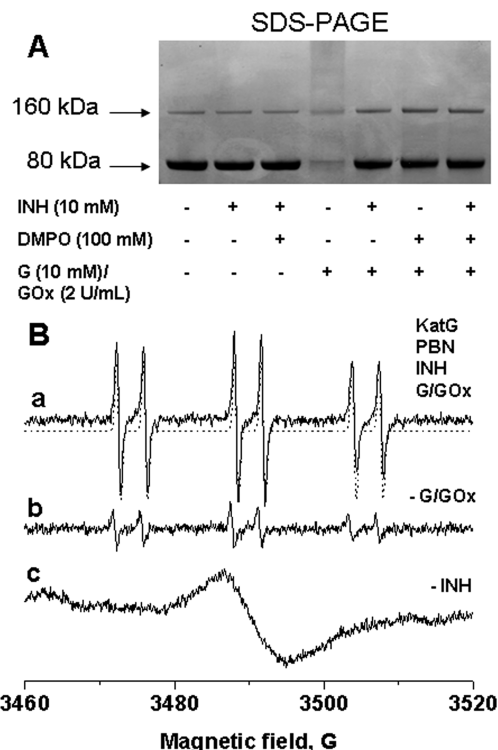 SDS-PAGE
A
160 kDa
80 kDa
INH (10 mM) - + + - + - +
DMPO (100 mM) - - + - - + +
G (10 mM)/ - - - + + + +
GOx (2 U/mL)
B
KatG
PBN
INH
G/GOx
a
- G/GOx
b
c
- INH
3460 3480 3500 3520
Magnetic field, G